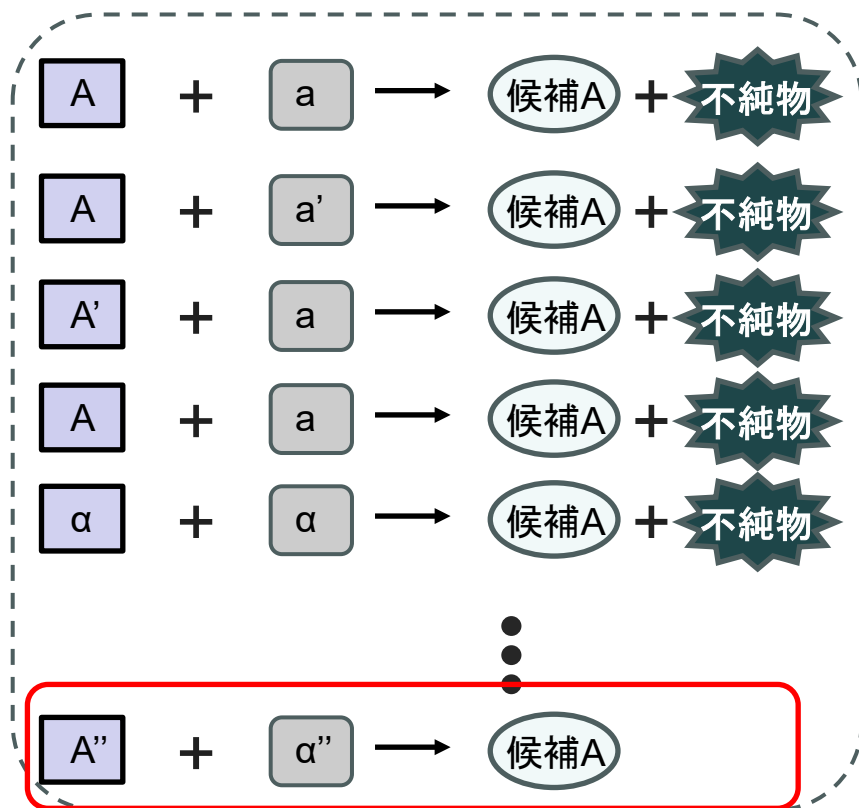 A + a → 候補A + 不純物
A + a’ → 候補A + 不純物
A’ + a → 候補A + 不純物
A + a → 候補A + 不純物
α + α → 候補A + 不純物
A’’ + α’’ → 候補A